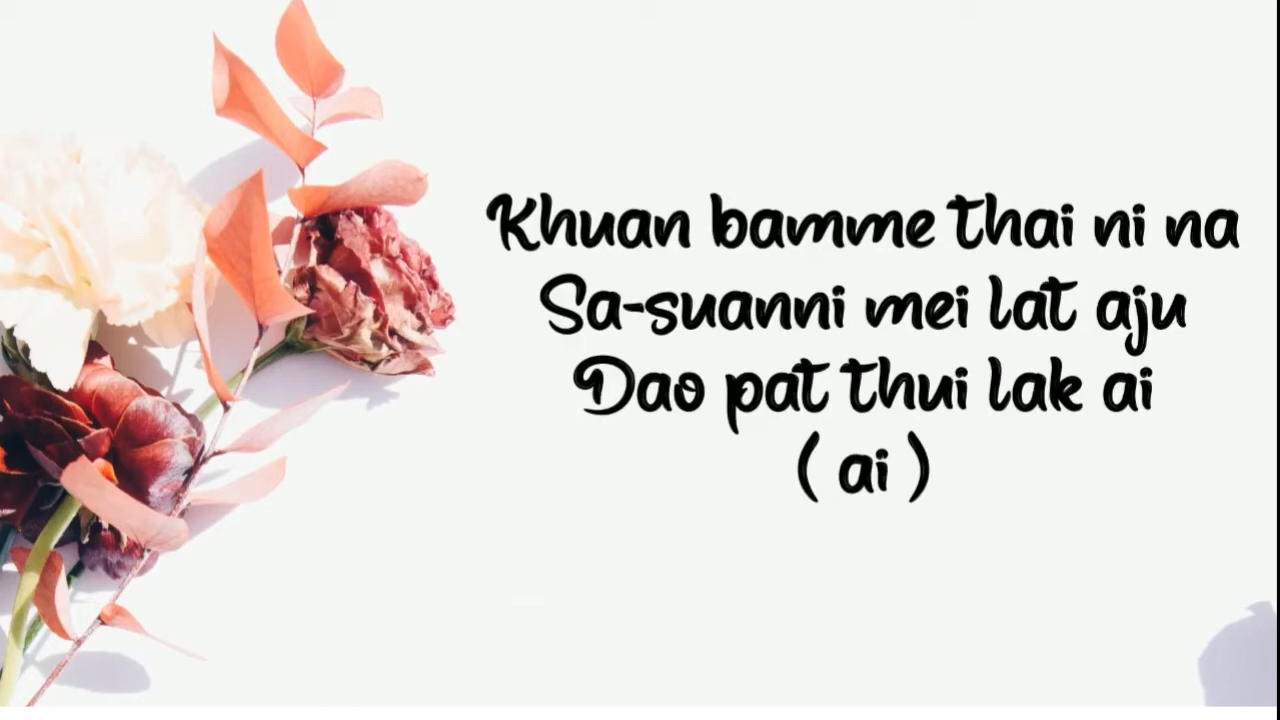 Khuan bamme thai ni na
Sa-suanni mei lat aju
Dao pat thui lak ai
( ai )